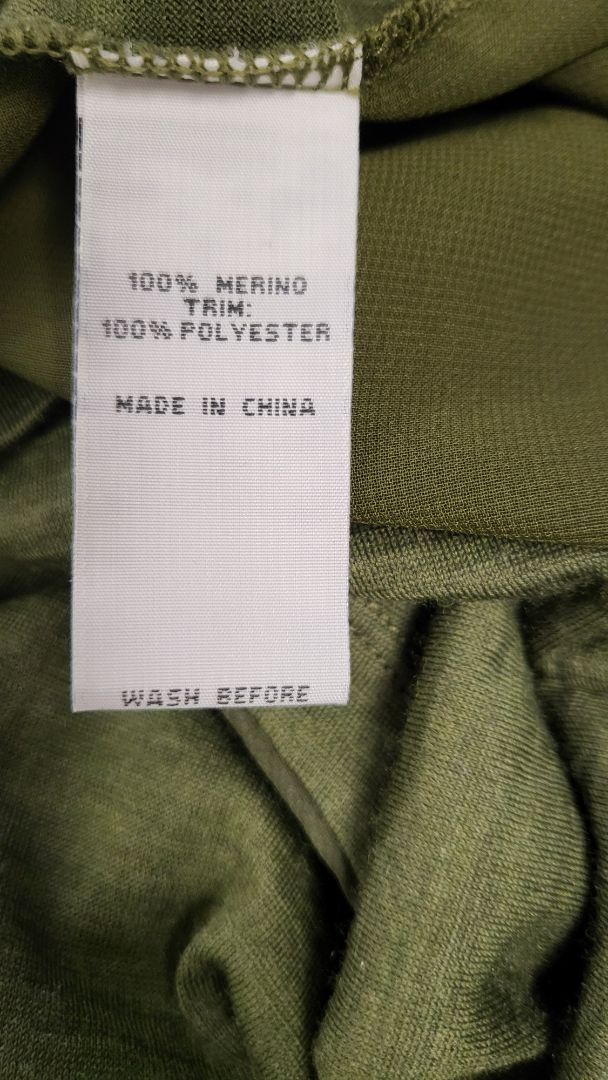 100% MERINO
TRIM:
100% POLYESTER
MADE IN CHINA
WASH BEFORE